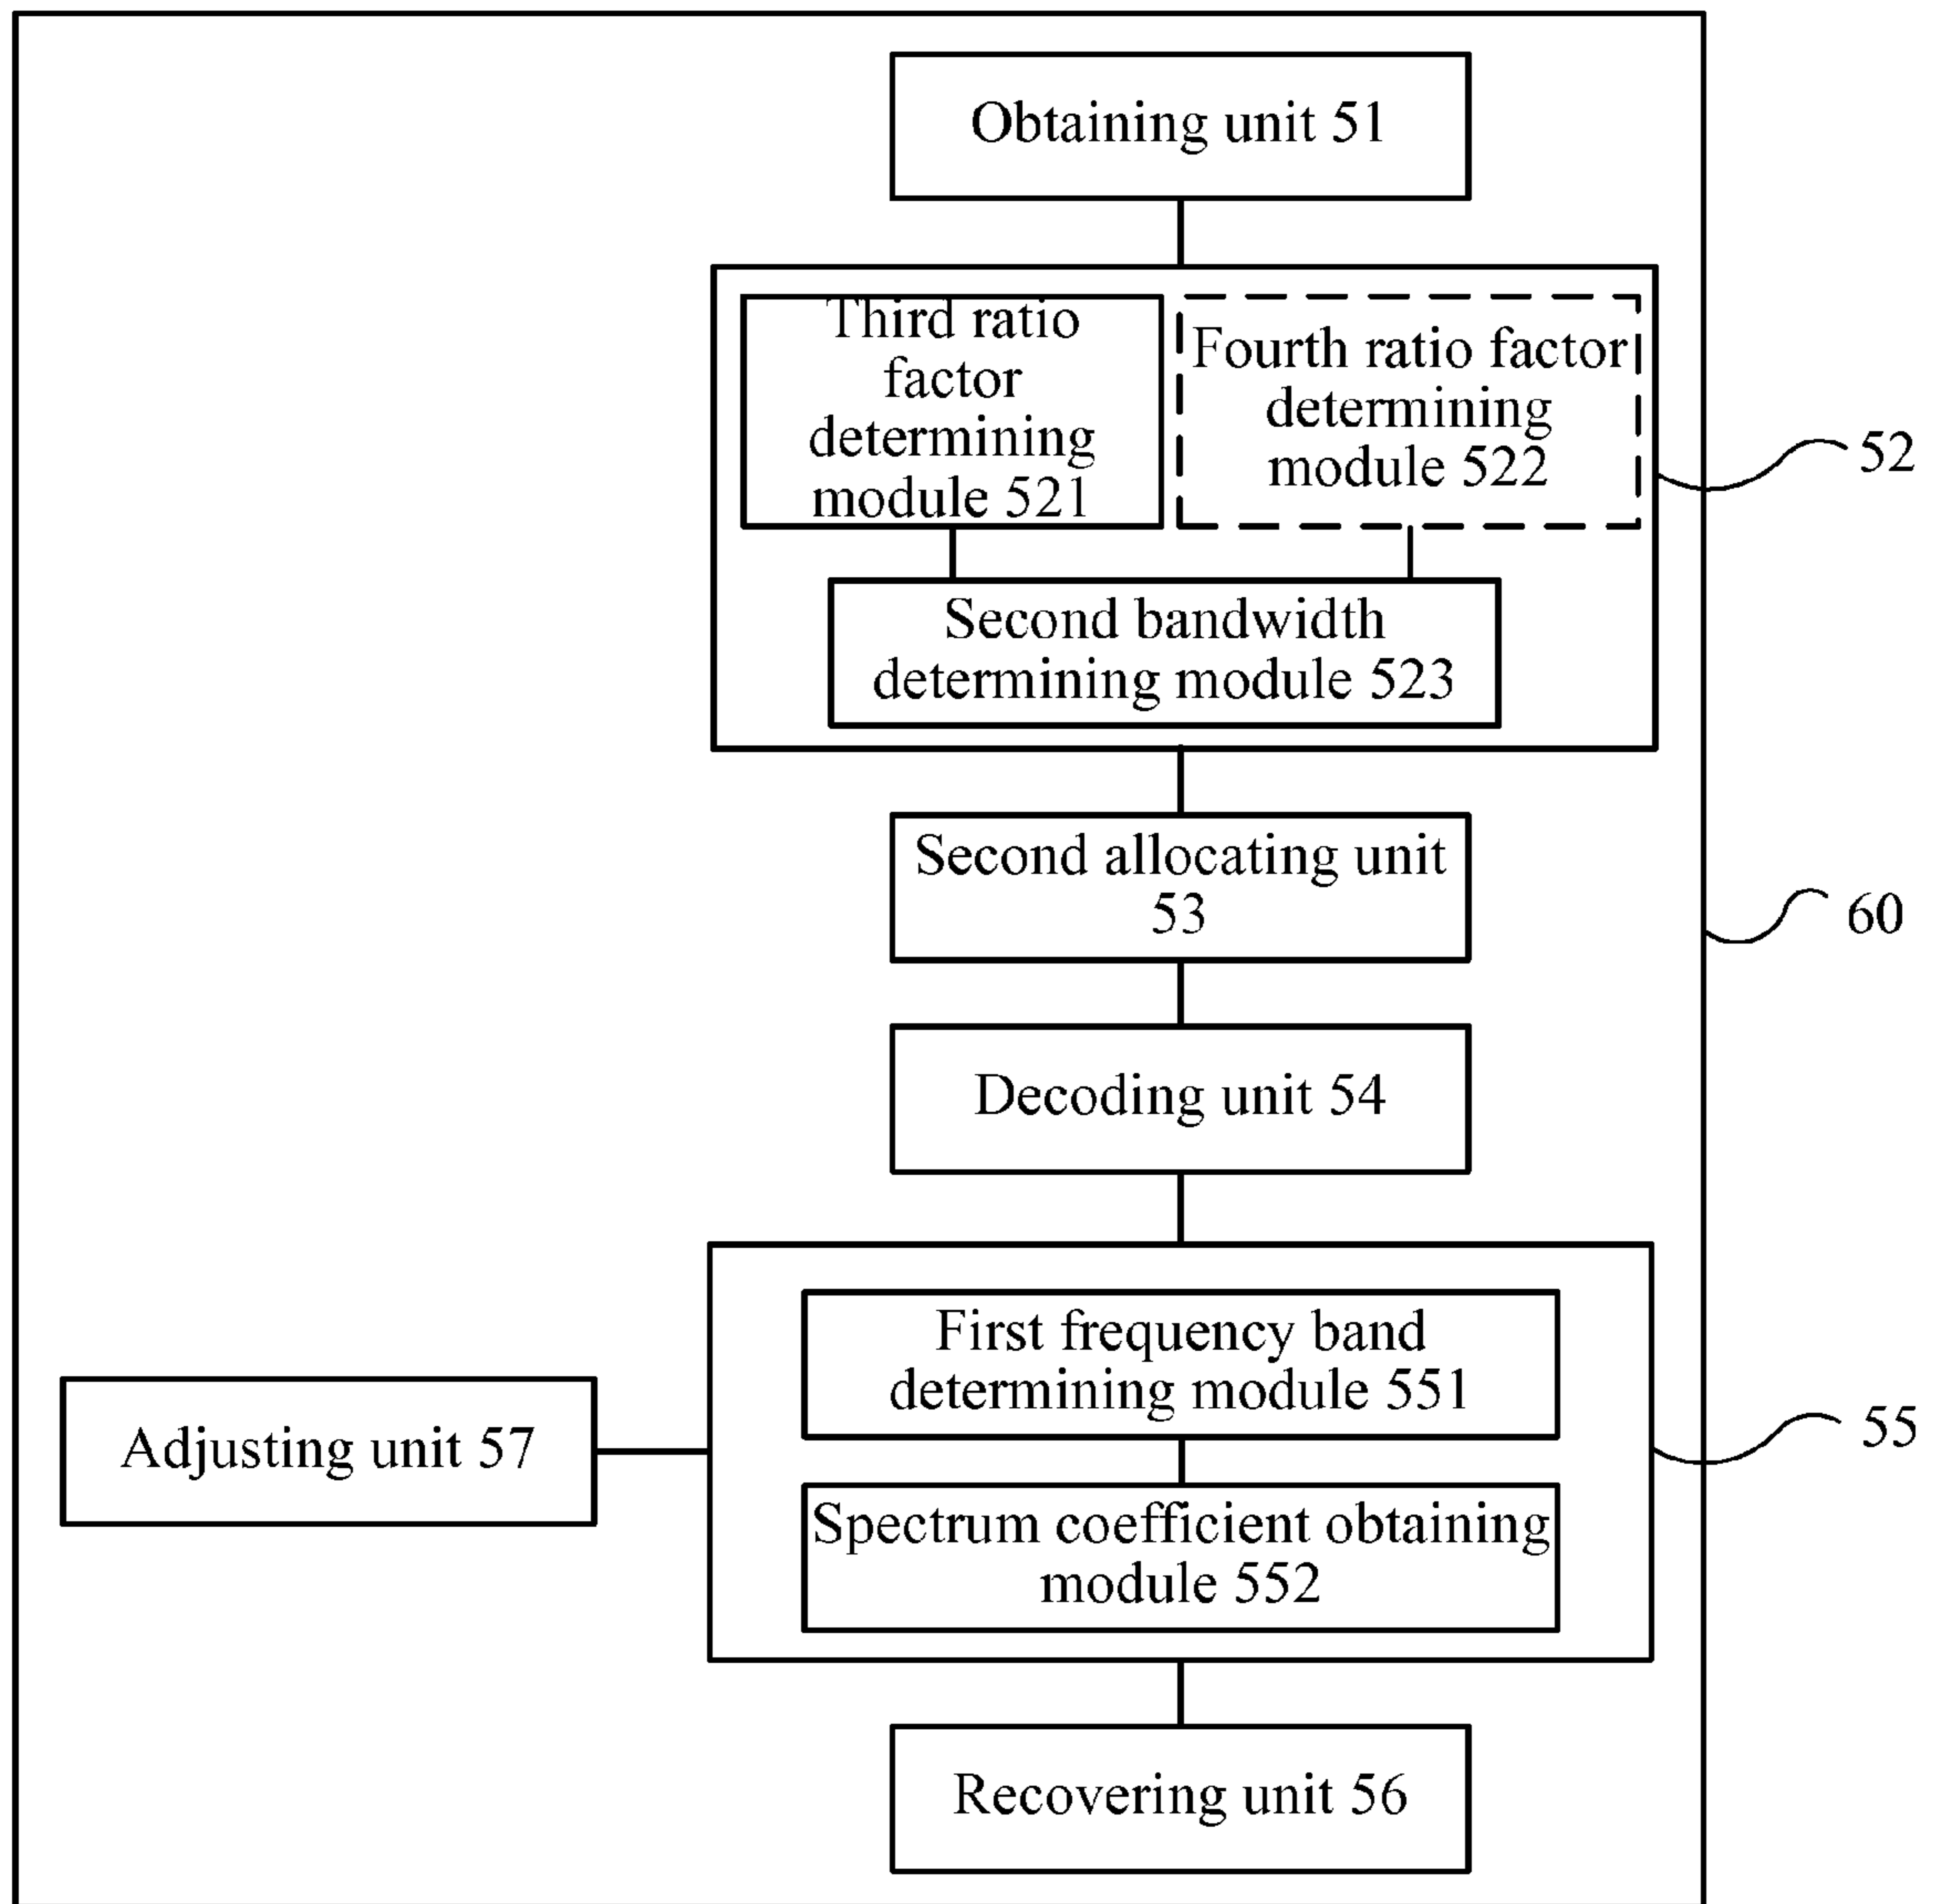 Obtaining unit 51
Third ratio
factor
determining
module 521
Fourth ratio factor
determining
module 522
52
Second bandwidth
determining module 523
Second allocating unit
53
60
Decoding unit 54
First frequency band
determining module 551
55
Adjusting unit 57
Spectrum coefficient obtaining
module 552
Recovering unit 56